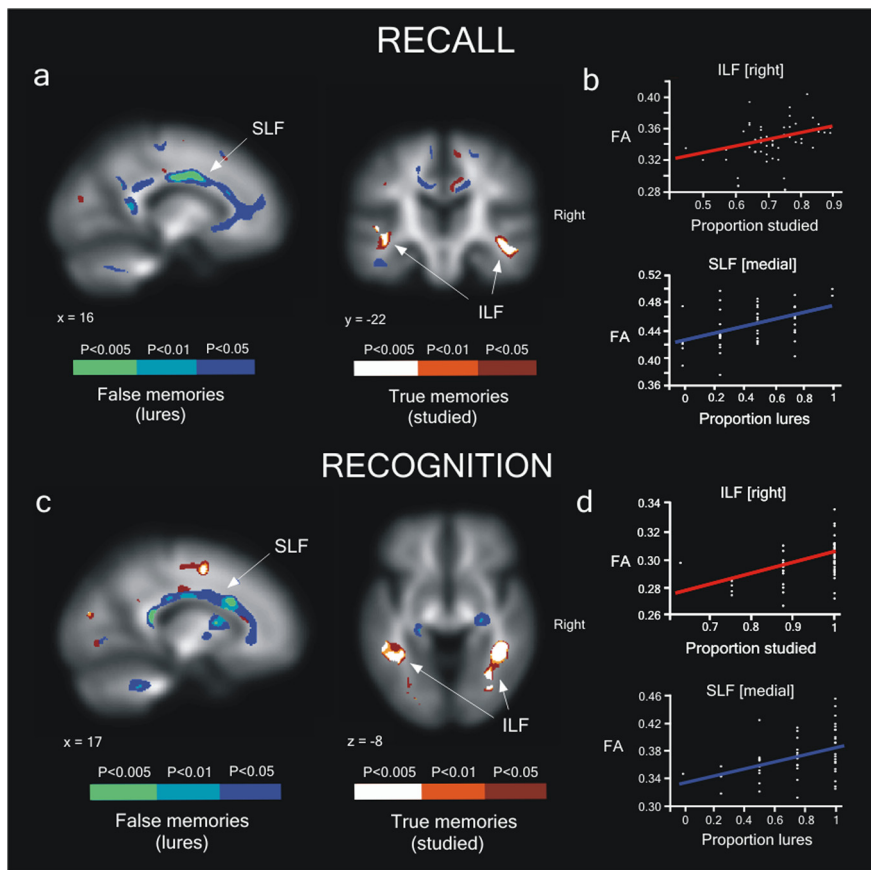 RECALL
a
SLF
Right
ILF
x = 16
y = -22
P<0.005 P<0.01 P<0.05
False memories
(lures)
P<0.005 P<0.01 P<0.05
True memories
(studied)
b
ILF [right]
FA
0.40
0.36
0.32
0.28
0.5 0.6 0.7 0.8 0.9
Proportion studied
SLF [medial]
FA
0.52
0.48
0.44
0.40
0.36
0 0.2 0.4 0.6 0.8 1
Proportion lures
RECOGNITION
c
SLF
Right
ILF
x = 17
z = -8
P<0.005 P<0.01 P<0.05
False memories
(lures)
P<0.005 P<0.01 P<0.05
True memories
(studied)
d
ILF [right]
FA
0.34
0.32
0.30
0.28
0.26
0.7 0.8 0.9 1
Proportion studied
SLF [medial]
FA
0.46
0.42
0.38
0.34
0.30
0 0.2 0.4 0.6 0.8 1
Proportion lures